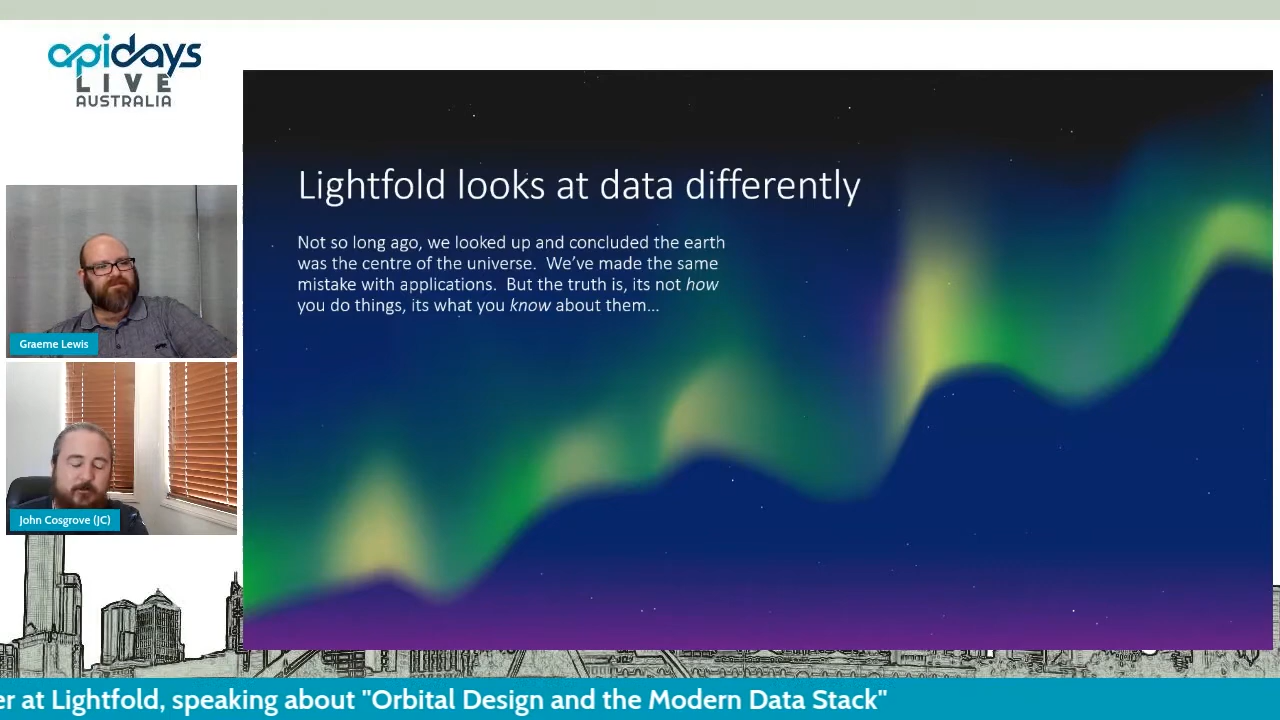 apidays
LIVE
AUSTRALIA
Lightfold looks at data differently
Not so long ago, we looked up and concluded the earth
was the centre of the universe.  We've made the same
mistake with applications.  But the truth is, its not how
you do things, its what you know about them...
Graeme Lewis
John Cosgrove (JC)
er at Lightfold, speaking about "Orbital Design and the Modern Data Stack"